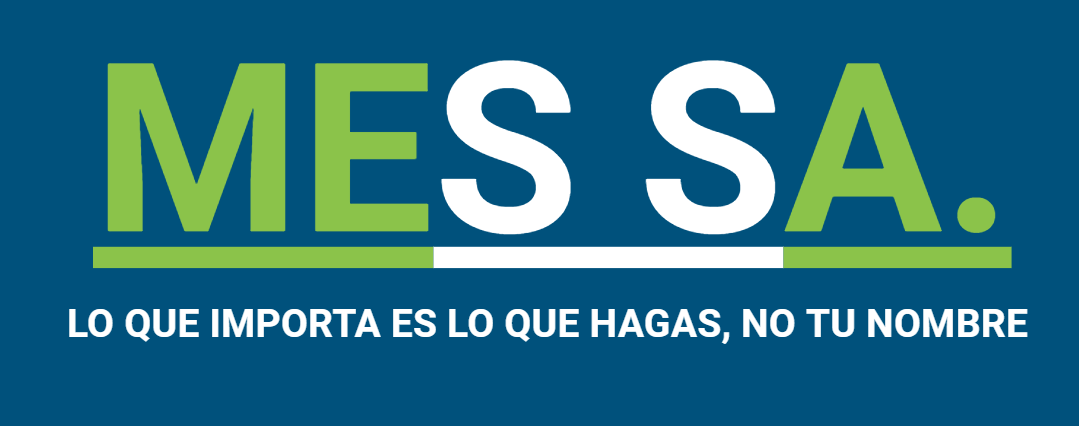 MES SA.
LO QUE IMPORTA ES LO QUE HAGAS, NO TU NOMBRE